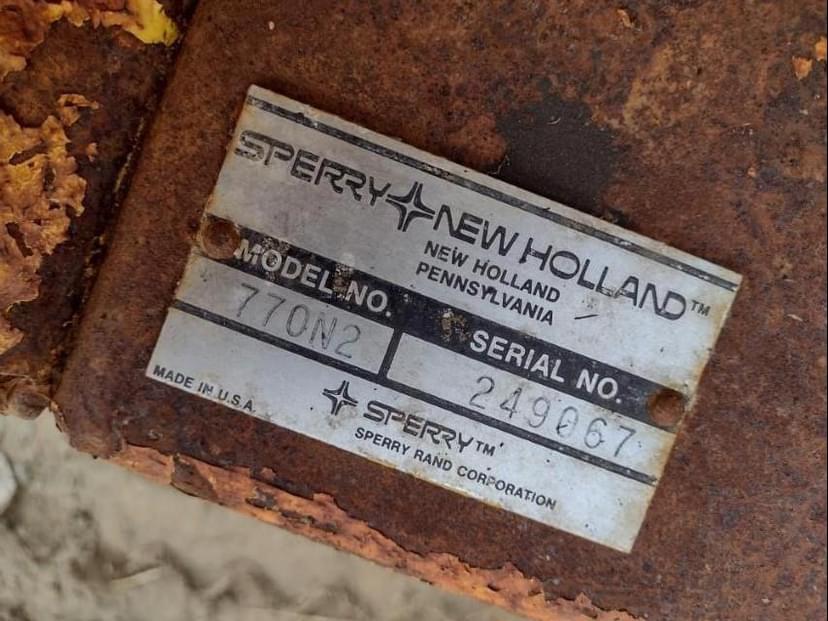 SPERRY NEW HOLLAND™
NEW HOLLAND
PENNSYLVANIA
MODEL NO.
770N2
SERIAL NO.
249067
MADE IN U.S.A.
SPERRY™
SPERRY RAND CORPORATION